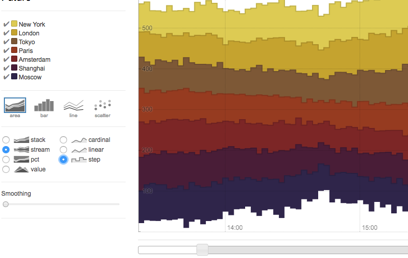 New York
London
Tokyo
Paris
Amsterdam
Shanghai
Moscow
area bar line scatter
stack cardinal
stream linear
pct step
value
Smoothing
500
14:00 15:00